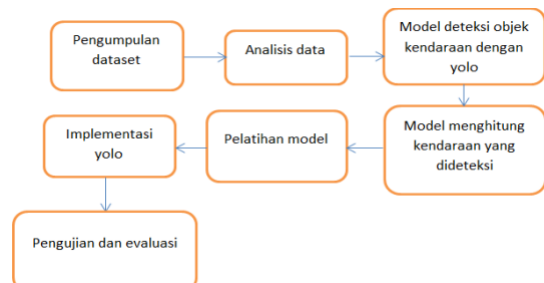 Pengumpulan
dataset
Analisis data
Model deteksi objek
kendaraan dengan
yolo
Model menghitung
kendaraan yang
dideteksi
Pelatihan model
Implementasi
yolo
Pengujian dan evaluasi